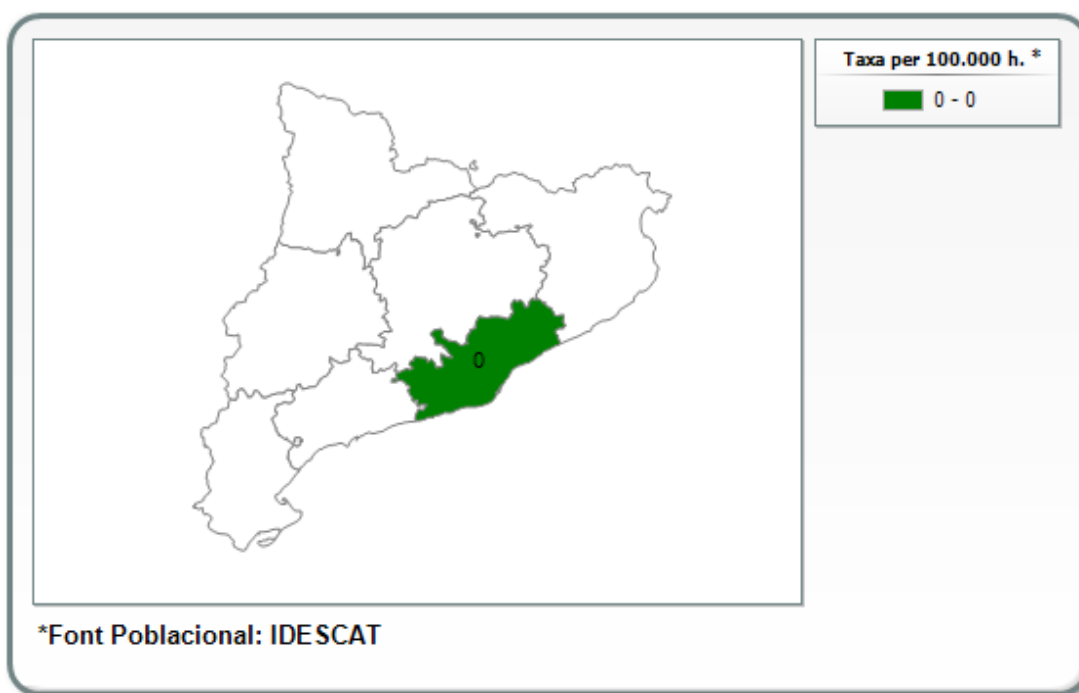 Taxa per 100.000 h. *
0 - 0
0
*Font Poblacional: IDESCAT